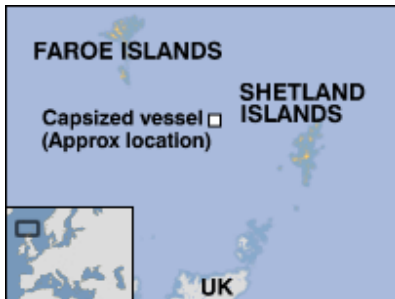 FAROE ISLANDS
SHETLAND
ISLANDS
Capsized vessel
(Approx location)
UK